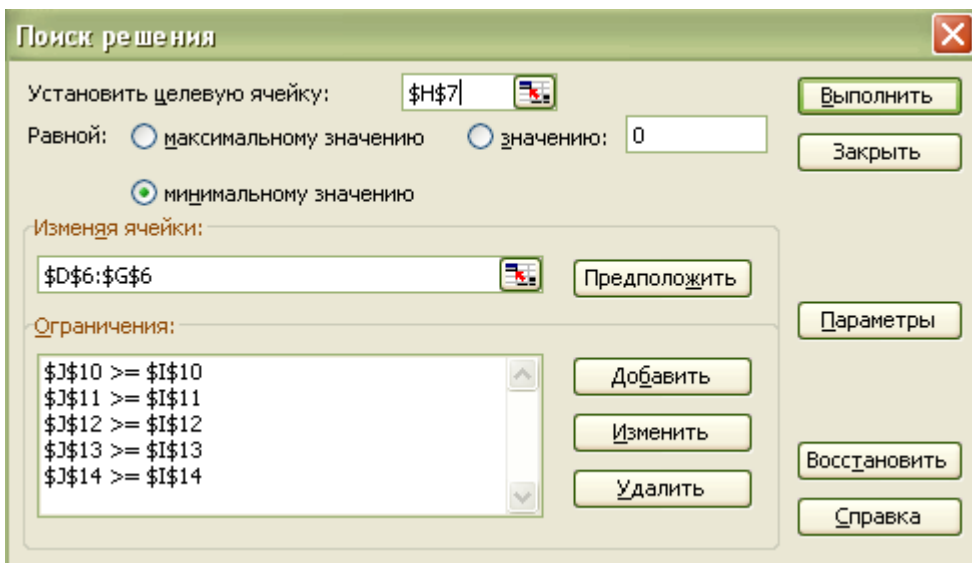 Поиск решения
Установить целевую ячейку: $H$7
Выполнить
Равной: максимальному значению значению: 0
Закрыть
минимальному значению
Изменяя ячейки:
$D$6:$G$6
Предположить
Ограничения:
Параметры
$J$10 >= $I$10
$J$11 >= $I$11
$J$12 >= $I$12
$J$13 >= $I$13
$J$14 >= $I$14
Добавить
Изменить
Удалить
Восстановить
Справка